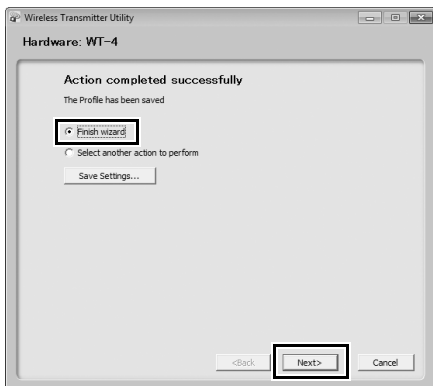 Wireless Transmitter Utility
Hardware: WT-4
Action completed successfully
The Profile has been saved
Finish wizard
Select another action to perform
Save Settings...
<Back Next> Cancel